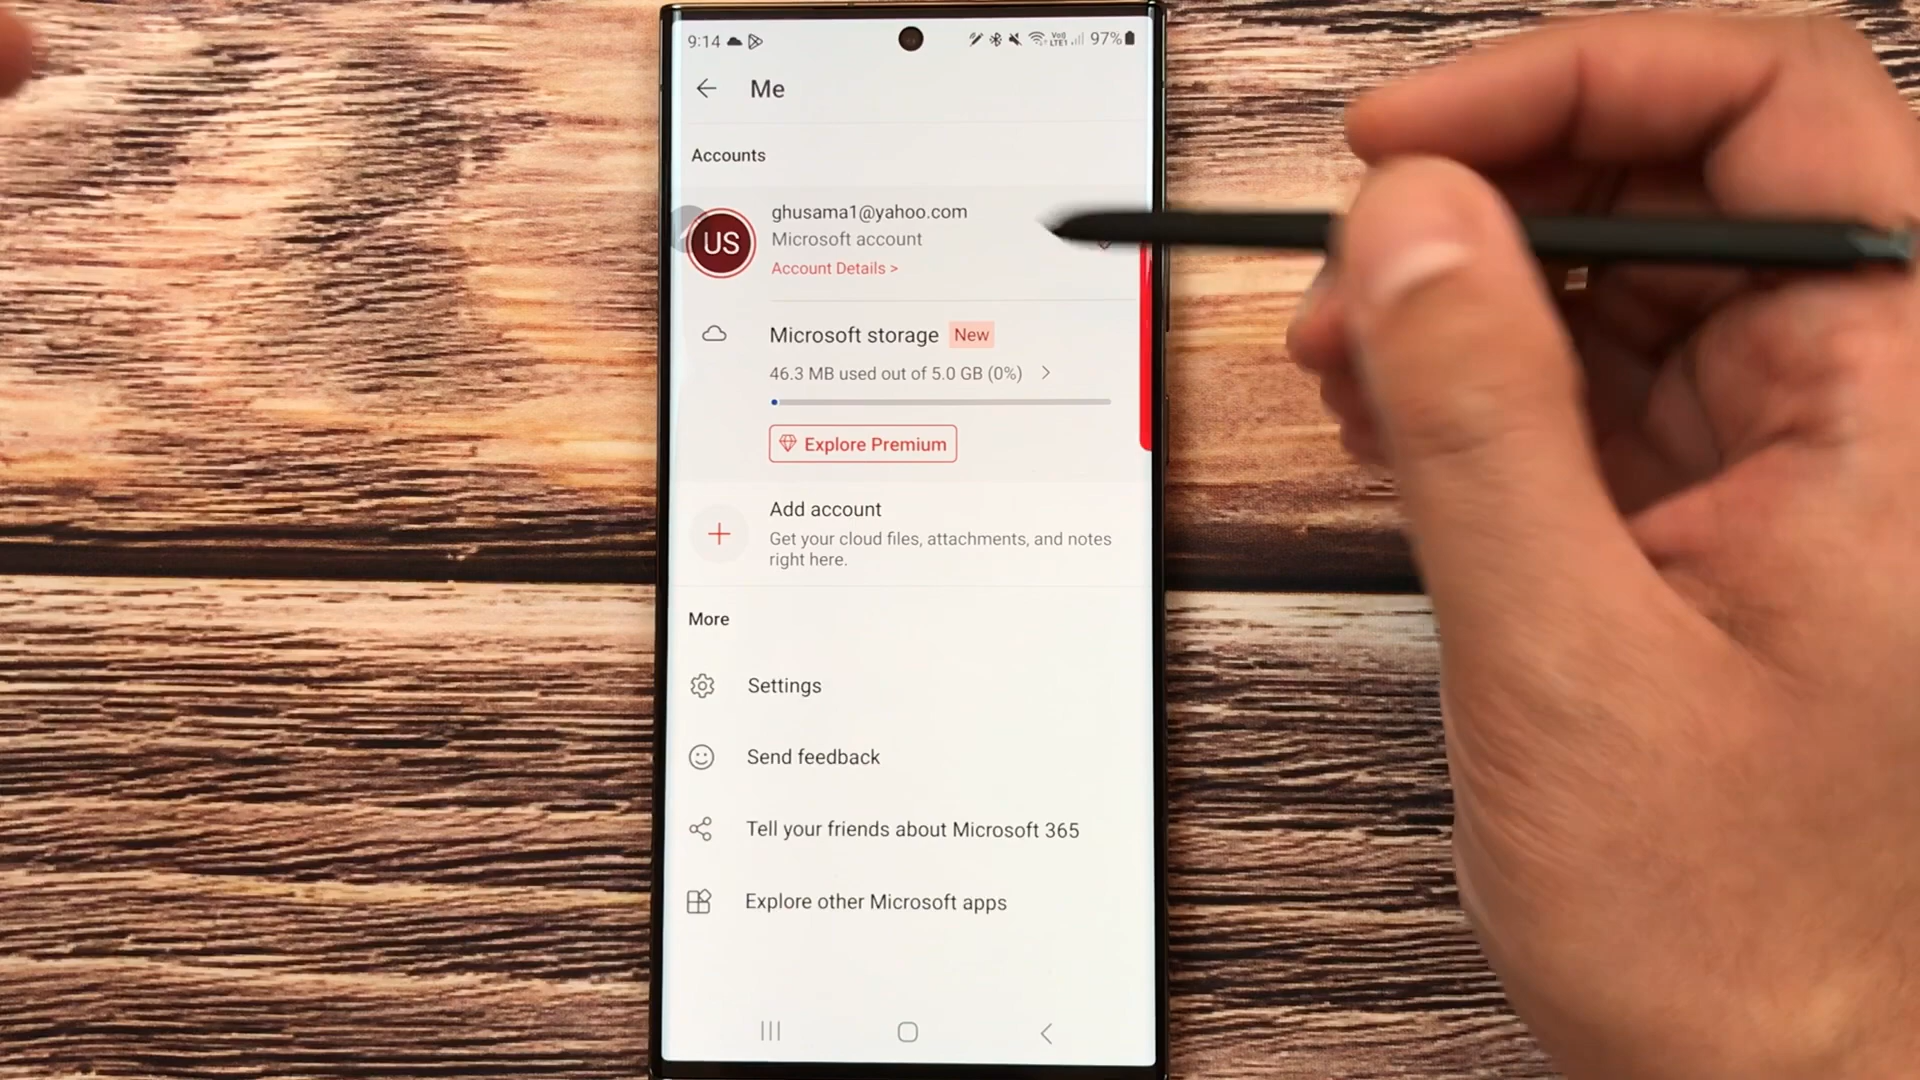 9:14
Vo))
LTE1
97%
Me
Accounts
US
ghusama1@yahoo.com
Microsoft account
Account Details >
Microsoft storage New
46.3 MB used out of 5.0 GB (0%)
Explore Premium
Add account
Get your cloud files, attachments, and notes
right here.
More
Settings
Send feedback
Tell your friends about Microsoft 365
Explore other Microsoft apps